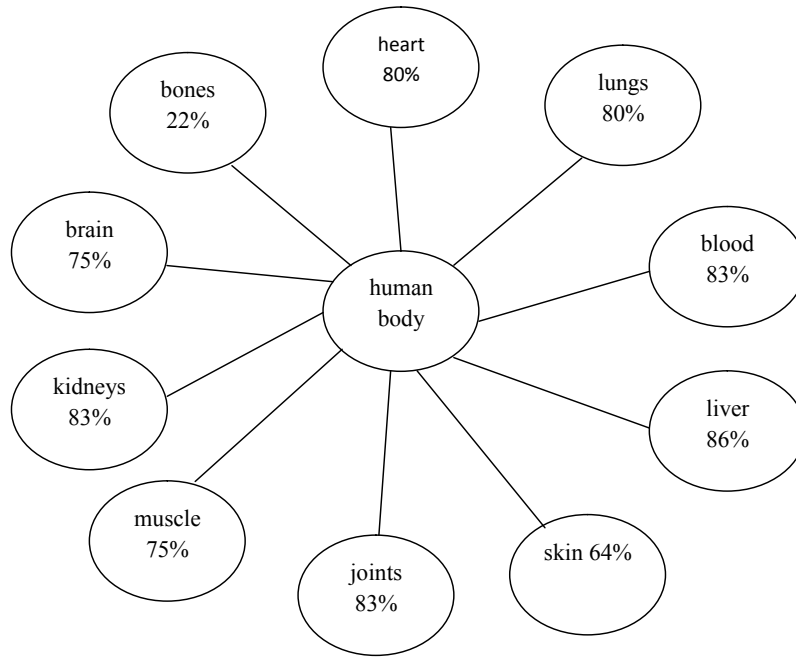 heart
80%
bones
22%
lungs
80%
brain
75%
blood
83%
human
body
kidneys
83%
liver
86%
muscle
75%
skin 64%
joints
83%